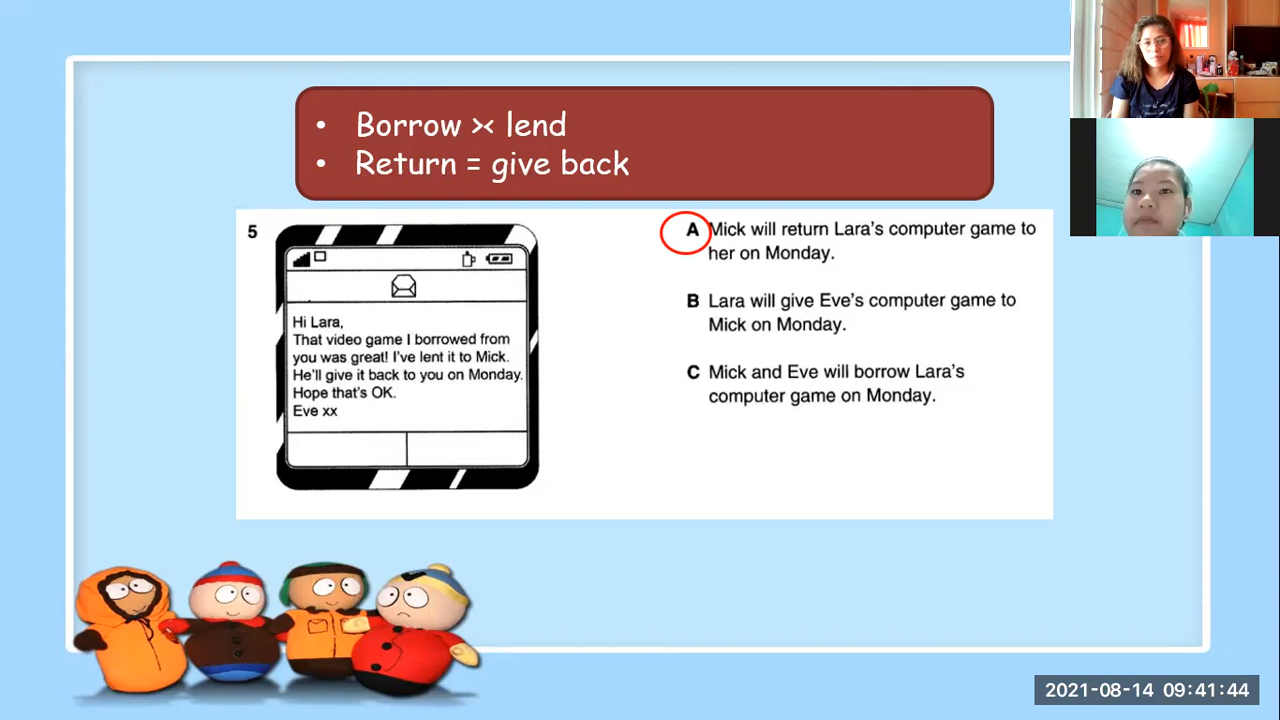 • Borrow >< lend
• Return = give back
5
Hi Lara,
That video game I borrowed from
you was great! I've lent it to Mick.
He'll give it back to you on Monday.
Hope that's OK.
Eve xx
A Mick will return Lara's computer game to
her on Monday.
B Lara will give Eve's computer game to
Mick on Monday.
C Mick and Eve will borrow Lara's
computer game on Monday.
2021-08-14 09:41:44